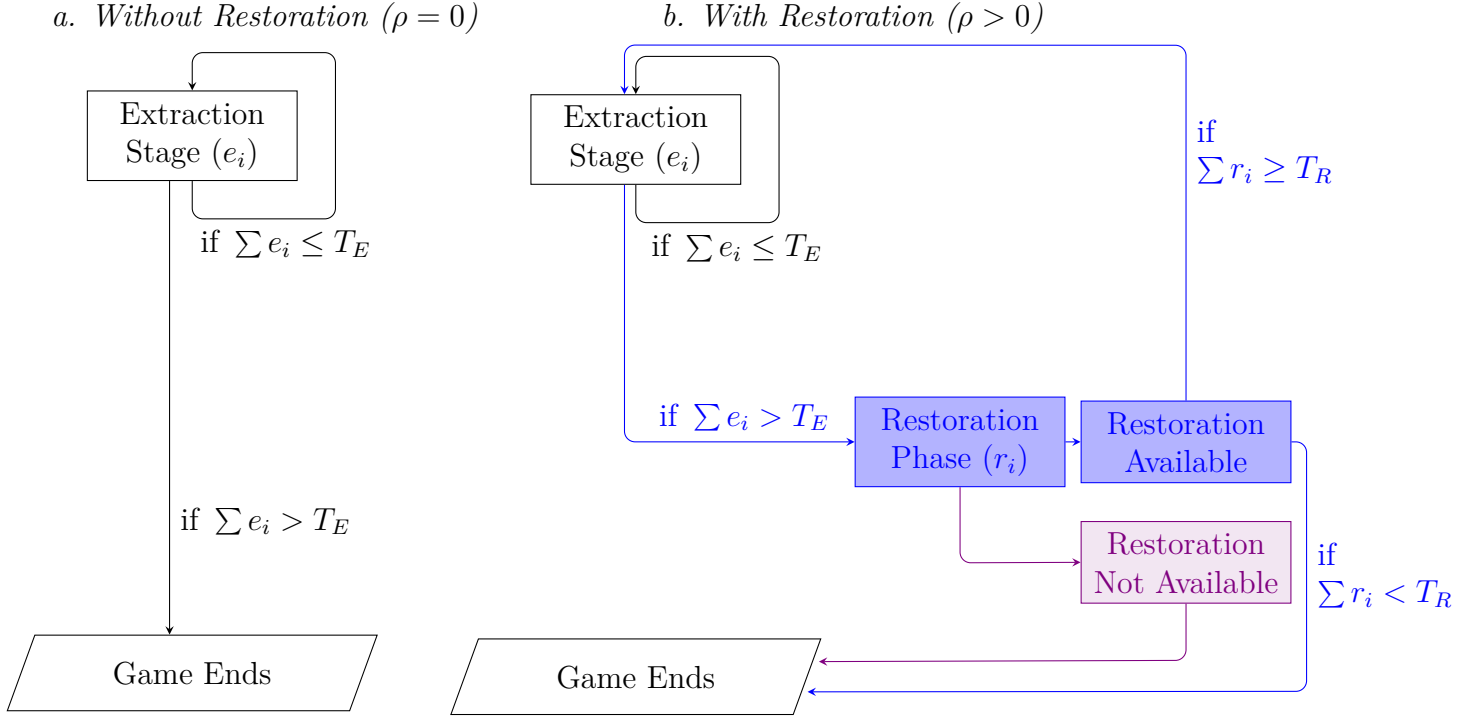 a. Without Restoration (ρ = 0)
Extraction
Stage (e_i)
if ∑ e_i ≤ T_E
if ∑ e_i > T_E
Game Ends
b. With Restoration (ρ > 0)
Extraction
Stage (e_i)
if ∑ e_i ≤ T_E
if
∑ r_i ≥ T_R
if ∑ e_i > T_E
Restoration
Phase (r_i)
Restoration
Available
Restoration
Not Available
if
∑ r_i < T_R
Game Ends